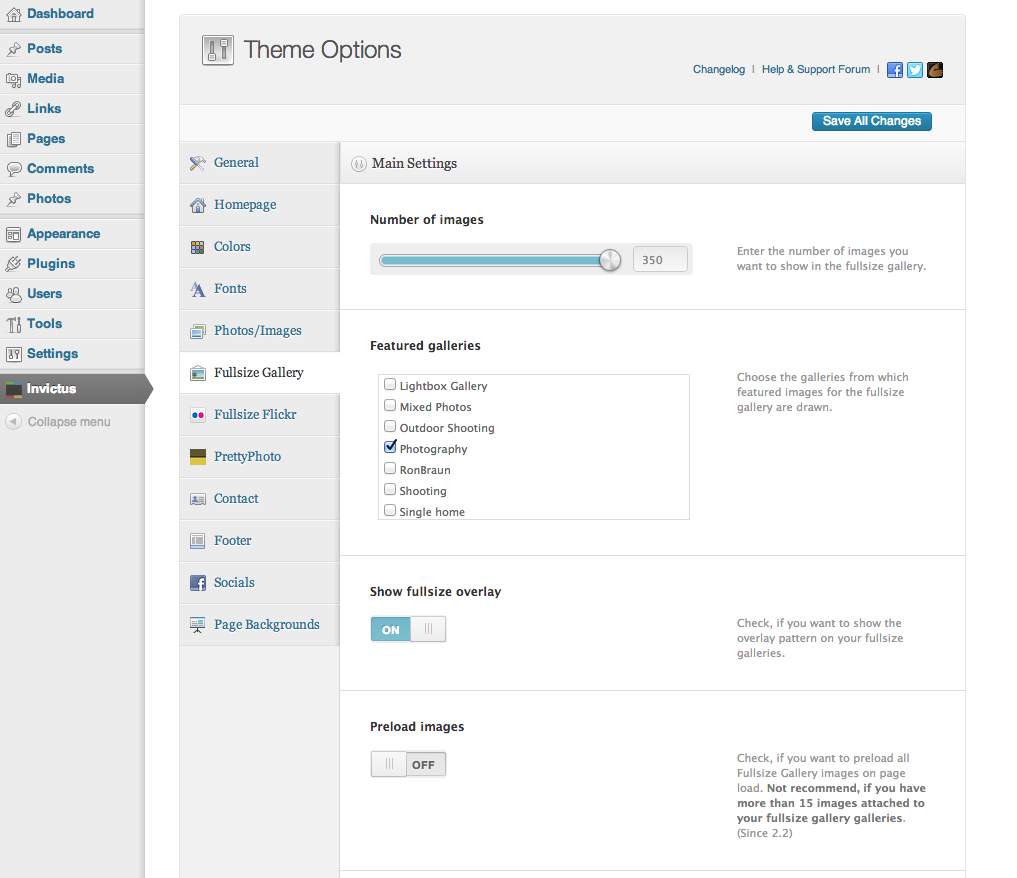 Dashboard
Posts
Media
Links
Pages
Comments
Photos
Appearance
Plugins
Users
Tools
Settings
Invictus
Collapse menu
Theme Options
Changelog | Help & Support Forum |
Save All Changes
General
Homepage
Colors
Fonts
Photos/Images
Fullsize Gallery
Fullsize Flickr
PrettyPhoto
Contact
Footer
Socials
Page Backgrounds
Main Settings
Number of images
350
Enter the number of images you
want to show in the fullsize gallery.
Featured galleries
Lightbox Gallery
Mixed Photos
Outdoor Shooting
Photography
RonBraun
Shooting
Single home
Choose the galleries from which
featured images for the fullsize
gallery are drawn.
Show fullsize overlay
ON
Check, if you want to show the
overlay pattern on your fullsize
galleries.
Preload images
OFF
Check, if you want to preload all
Fullsize Gallery images on page
load. Not recommend, if you have
more than 15 images attached to
your fullsize gallery galleries.
(Since 2.2)